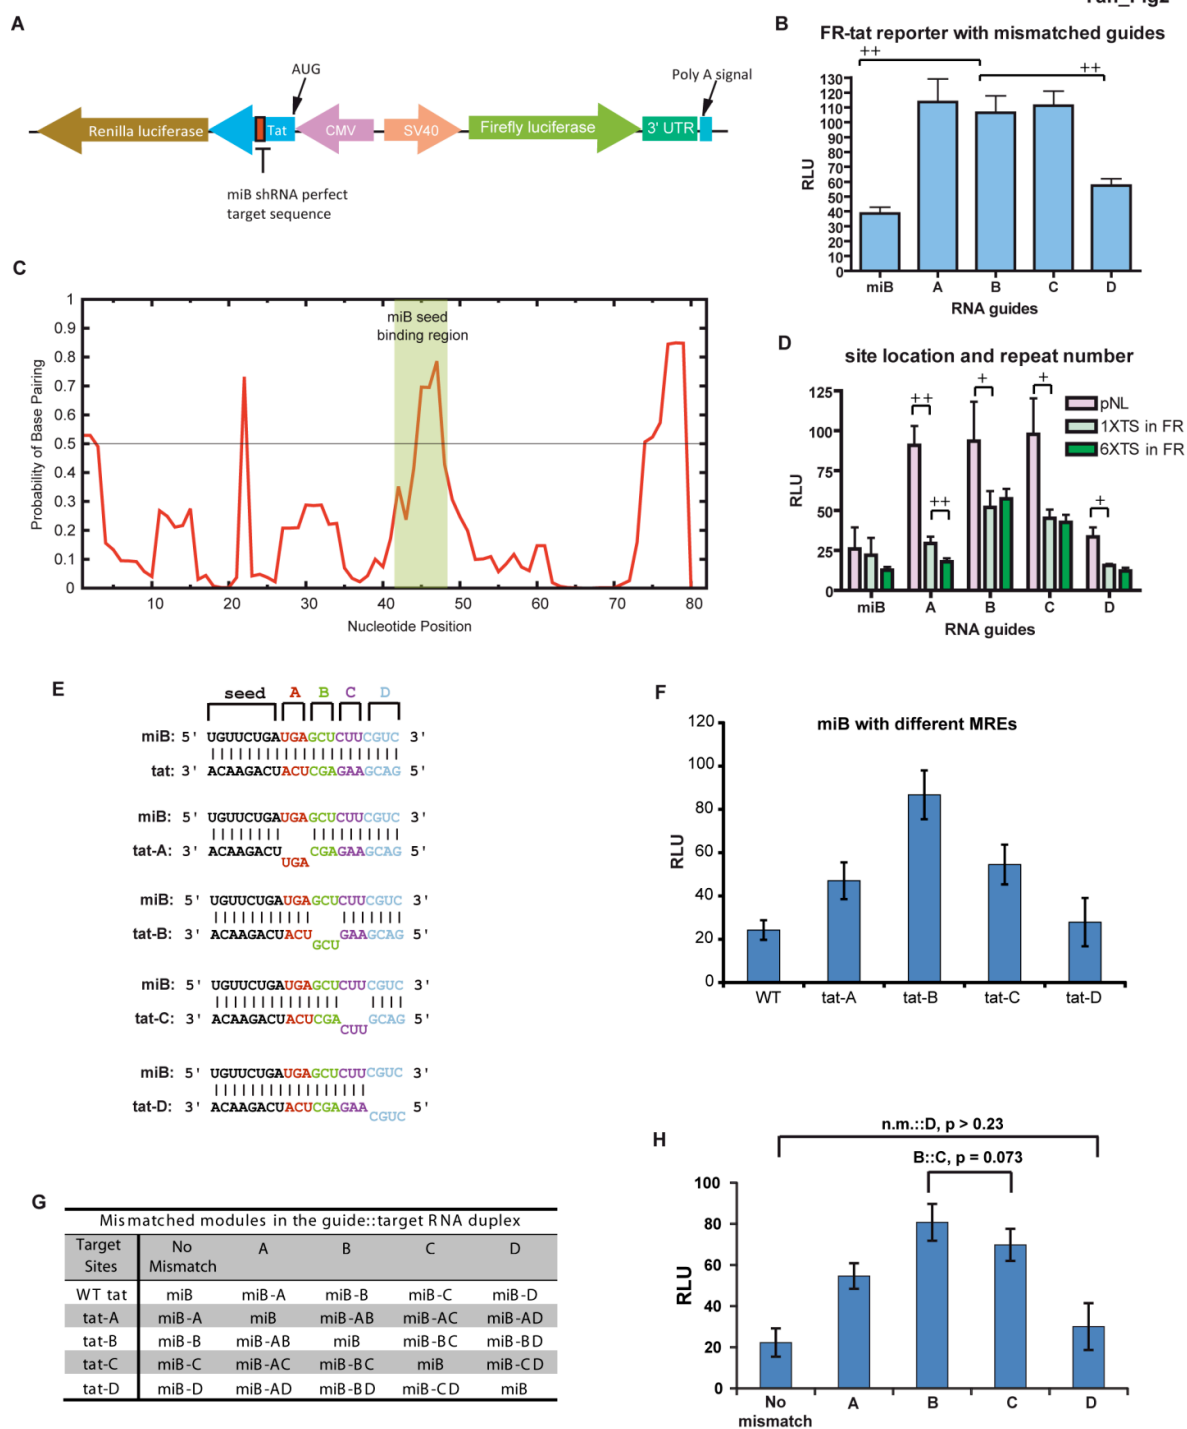 A
AUG
Poly A signal
Renilla luciferase
Tat
CMV
SV40
Firefly luciferase
3' UTR
miB shRNA perfect
target sequence
B
FR-tat reporter with mismatched guides
++
++
130
120
110
100
90
80
70
60
50
40
30
20
10
0
RLU
miB A B C D
RNA guides
C
1
0.9
0.8
0.7
0.6
0.5
0.4
0.3
0.2
0.1
0
Probability of Base Pairing
miB seed
binding region
10 20 30 40 50 60 70 80
Nucleotide Position
D
site location and repeat number
125
100
75
50
25
0
RLU
++
++
+
+
+
pNL
1XTS in FR
6XTS in FR
miB A B C D
RNA guides
E
seed A B C D
miB: 5' UGUUCUGAUGAGCUCUUCGUC 3'
tat: 3' ACAAGACUACUCGAGAAGCAG 5'
miB: 5' UGUUCUGAUGAGCUCUUCGUC 3'
tat-A: 3' ACAAGACU CGAGAAGCAG 5'
UGA
miB: 5' UGUUCUGAUGAGCUCUUCGUC 3'
tat-B: 3' ACAAGACUACU GAAGCAG 5'
GCU
miB: 5' UGUUCUGAUGAGCUCUUCGUC 3'
tat-C: 3' ACAAGACUACUCGA GCAG 5'
CUU
miB: 5' UGUUCUGAUGAGCUCUUCGUC 3'
tat-D: 3' ACAAGACUACUCGAGAA 5'
CGUC
F
miB with different MREs
120
100
80
60
40
20
0
RLU
WT tat-A tat-B tat-C tat-D
G
Mismatched modules in the guide::target RNA duplex
Target Sites No Mismatch A B C D
WT tat miB miB-A miB-B miB-C miB-D
tat-A miB-A miB miB-AB miB-AC miB-AD
tat-B miB-B miB-AB miB miB-BC miB-BD
tat-C miB-C miB-AC miB-BC miB miB-CD
tat-D miB-D miB-AD miB-BD miB-CD miB
H
n.m.::D, p > 0.23
B::C, p = 0.073
100
80
60
40
20
0
RLU
No mismatch A B C D